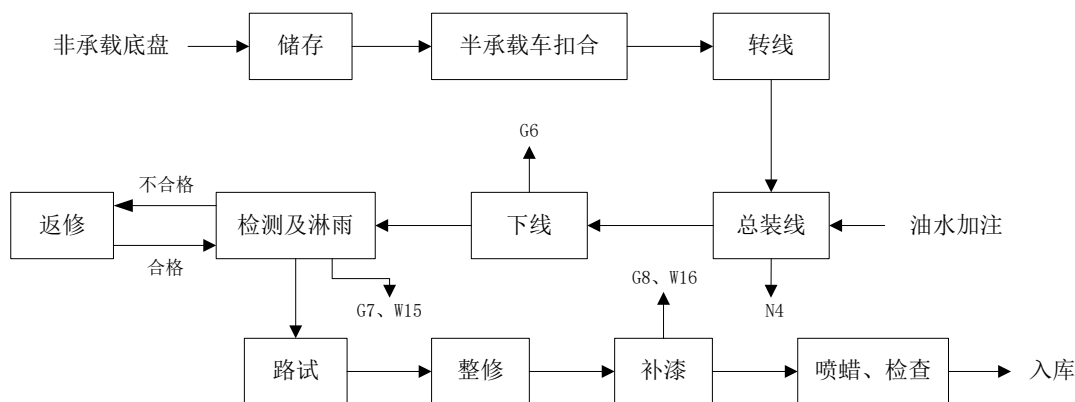 非承载底盘
储存
半承载车扣合
转线
G6
不合格
返修
检测及淋雨
下线
总装线
油水加注
合格
G7、W15
G8、W16
N4
路试
整修
补漆
喷蜡、检查
入库